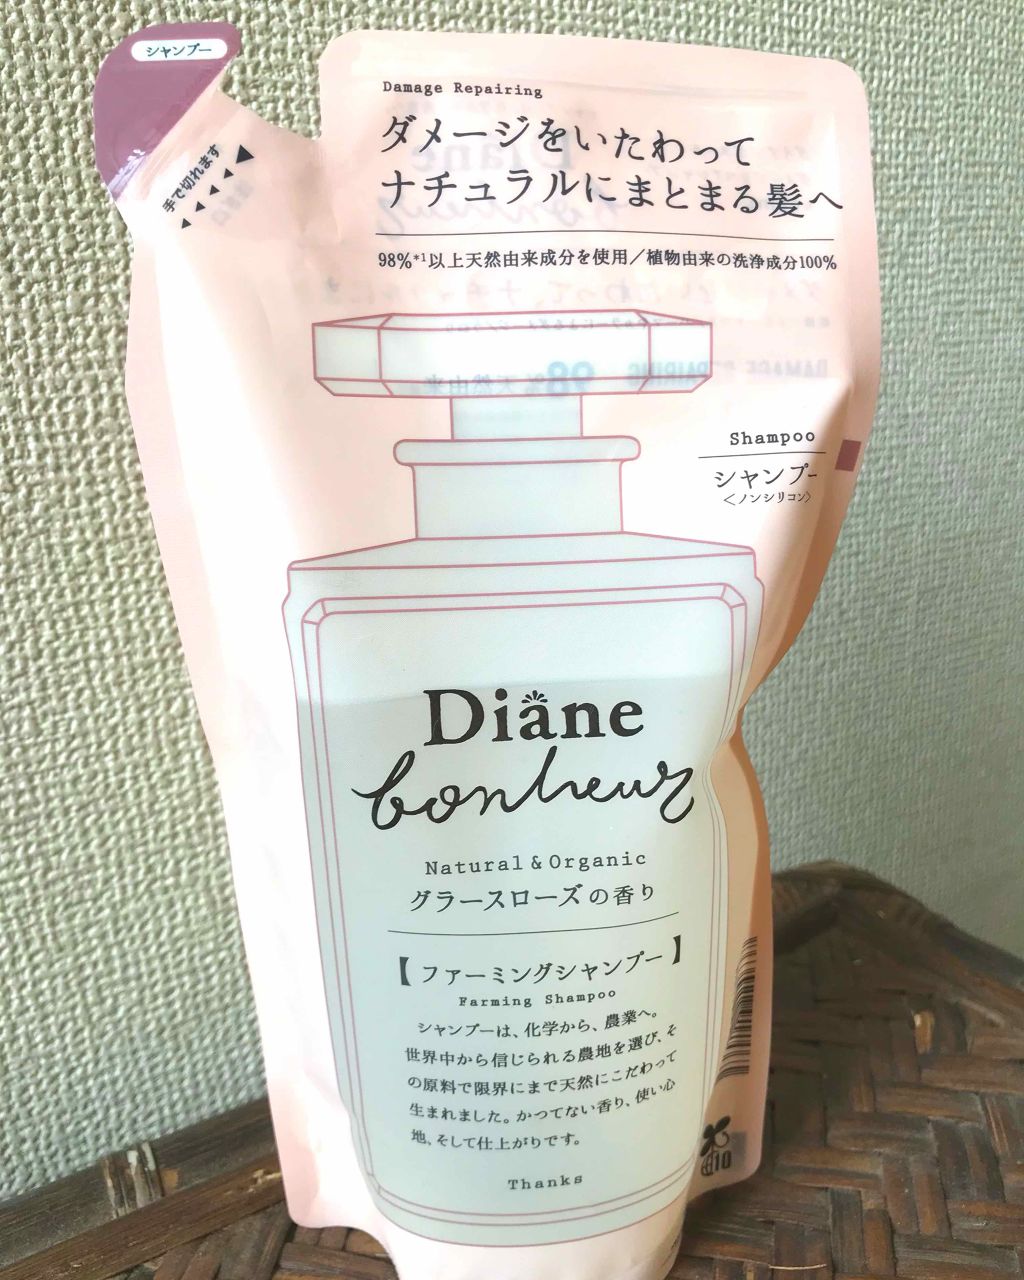 シャンプー
手で切れます
Damage Repairing
ダメージをいたわって
ナチュラルにまとまる髪へ
98%*1以上天然由来成分を使用/植物由来の洗浄成分100%
Shampoo
シャンプー
<ノンシリコン>
Diane
bonheur
Natural & Organic
グラースローズの香り
【ファーミングシャンプー】
Farming Shampoo
シャンプーは、化学から、農業へ。
世界中から信じられる農地を選び、そ
の原料で限界にまで天然にこだわって
生まれました。かつてない香り、使い心
地、そして仕上がりです。
Thanks
10